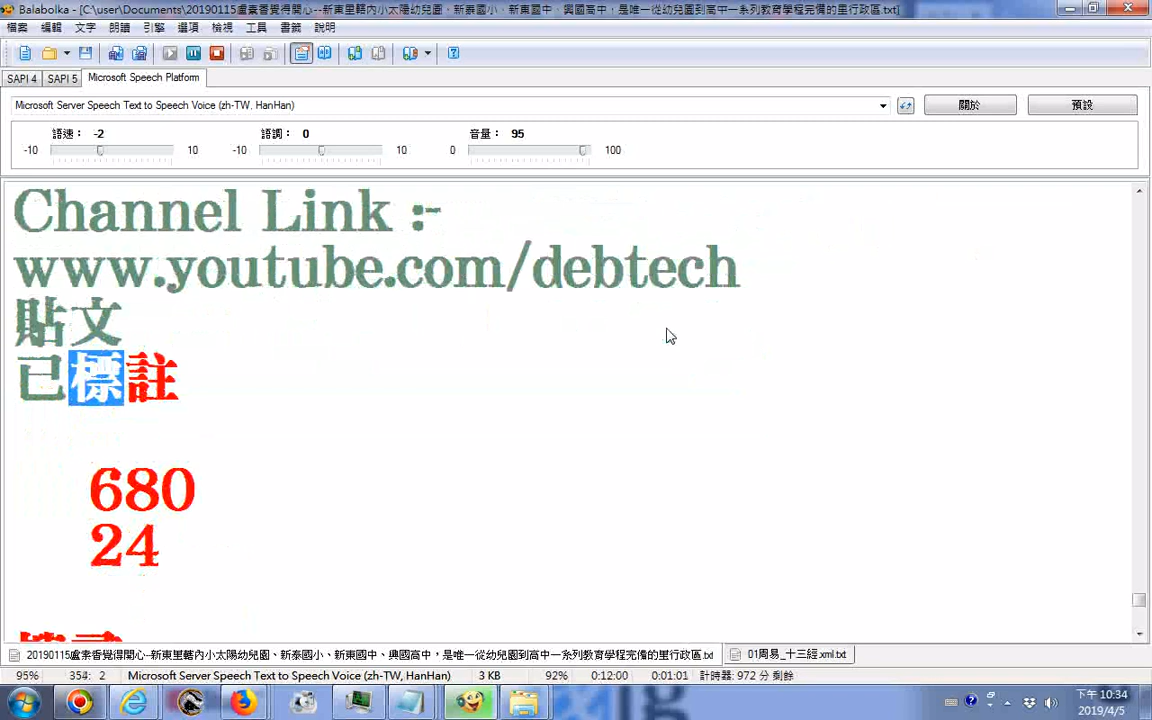 Balabolka - [C:\user\Documents\20190115盧素香覺得開心--新東里轄內小太陽幼兒園、新泰國小、新東國中、興國高中，是唯一從幼兒園到高中一系列教育學程完備的里行政區.txt]
檔案 編輯 文字 朗讀 引擎 選項 檢視 工具 書籤 說明
SAPI 4 SAPI 5 Microsoft Speech Platform
Microsoft Server Speech Text to Speech Voice (zh-TW, HanHan) 關於 預設
語速： -2 語調： 0 音量： 95
-10 10 -10 10 0 100
Channel Link :-
www.youtube.com/debtech
貼文
已標註
680
24
20190115盧素香覺得開心--新東里轄內小太陽幼兒園、新泰國小、新東國中、興國高中，是唯一從幼兒園到高中一系列教育學程完備的里行政區.txt 01周易_十三經.xml.txt
95% 354: 2 Microsoft Server Speech Text to Speech Voice (zh-TW, HanHan) 3 KB 92% 0:12:00 0:01:01 計時器: 972 分 剩餘
下午 10:34
2019/4/5